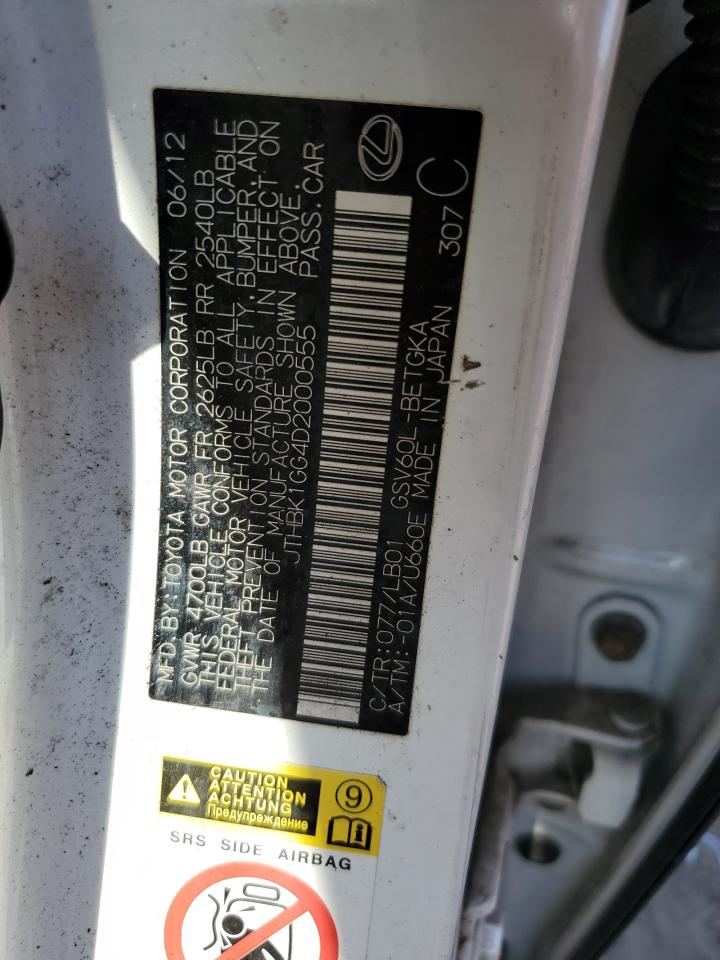 MFD BY:TOYOTA MOTOR CORPORATION 06/12
GVWR 4700LB GAWR FR 2625LB RR 2540LB
THIS VEHICLE CONFORMS TO ALL APPLICABLE
FEDERAL MOTOR VEHICLE SAFETY, BUMPER, AND
THEFT PREVENTION STANDARDS IN EFFECT ON
THE DATE OF MANUFACTURE SHOWN ABOVE.
JTHBK1GG4D2000555 PASS.CAR
C/TR:077/LB01 GSV60L-BETGKA
A/TM:-01A/U660E MADE IN JAPAN 307 C
CAUTION
ATTENTION
ACHTUNG
Предупреждение
9
SRS SIDE AIRBAG